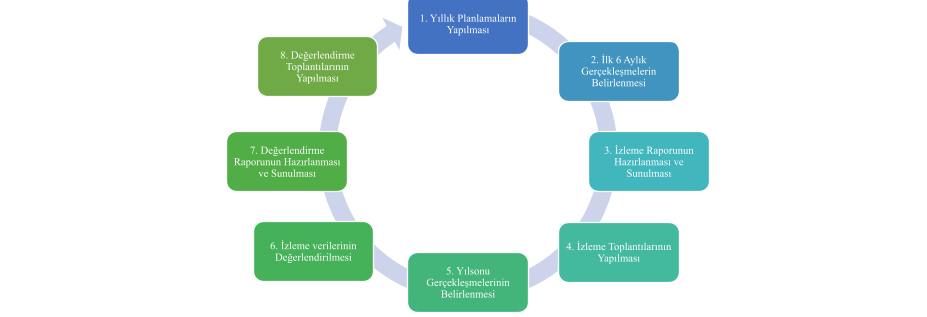 1. Yıllık Planlamaların
Yapılması
2. İlk 6 Aylık
Gerçekleşmelerin
Belirlenmesi
3. İzleme Raporunun
Hazırlanması ve
Sunulması
4. İzleme Toplantılarının
Yapılması
5. Yılsonu
Gerçekleşmelerinin
Belirlenmesi
6. İzleme verilerinin
Değerlendirilmesi
7. Değerlendirme
Raporunun Hazırlanması
ve Sunulması
8. Değerlendirme
Toplantılarının
Yapılması